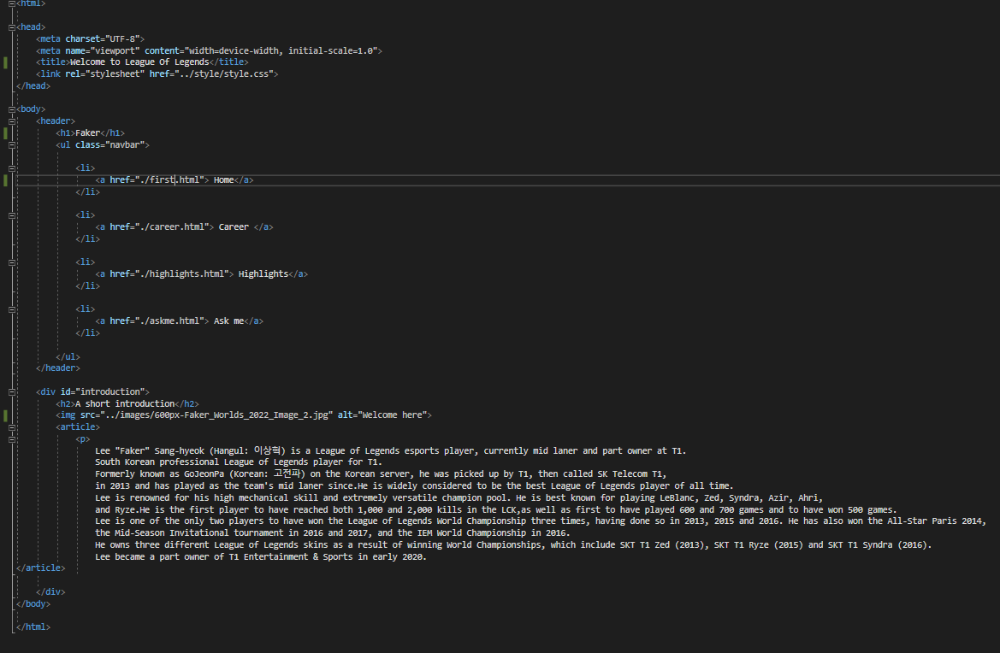 <html>
<head>
<meta charset="UTF-8">
<meta name="viewport" content="width=device-width, initial-scale=1.0">
<title>Welcome to League Of Legends</title>
<link rel="stylesheet" href="../style/style.css">
</head>
<body>
<header>
<h1>Faker</h1>
<ul class="navbar">
<li>
<a href="./first.html"> Home</a>
</li>
<li>
<a href="./career.html"> Career </a>
</li>
<li>
<a href="./highlights.html"> Highlights</a>
</li>
<li>
<a href="./askme.html"> Ask me</a>
</li>
</ul>
</header>
<div id="introduction">
<h2>A short introduction</h2>
<img src="../images/600px-Faker_Worlds_2022_Image_2.jpg" alt="Welcome here">
<article>
<p>
Lee "Faker" Sang-hyeok (Hangul: 이상혁) is a League of Legends esports player, currently mid laner and part owner at T1.
South Korean professional League of Legends player for T1.
Formerly known as GoJeonPa (Korean: 고전파) on the Korean server, he was picked up by T1, then called SK Telecom T1,
in 2013 and has played as the team's mid laner since.He is widely considered to be the best League of Legends player of all time.
Lee is renowned for his high mechanical skill and extremely versatile champion pool. He is best known for playing LeBlanc, Zed, Syndra, Azir, Ahri,
and Ryze.He is the first player to have reached both 1,000 and 2,000 kills in the LCK,as well as first to have played 600 and 700 games and to have won 500 games.
Lee is one of the only two players to have won the League of Legends World Championship three times, having done so in 2013, 2015 and 2016. He has also won the All-Star Paris 2014,
the Mid-Season Invitational tournament in 2016 and 2017, and the IEM World Championship in 2016.
He owns three different League of Legends skins as a result of winning World Championships, which include SKT T1 Zed (2013), SKT T1 Ryze (2015) and SKT T1 Syndra (2016).
Lee became a part owner of T1 Entertainment & Sports in early 2020.
</article>
</div>
</body>
</html>